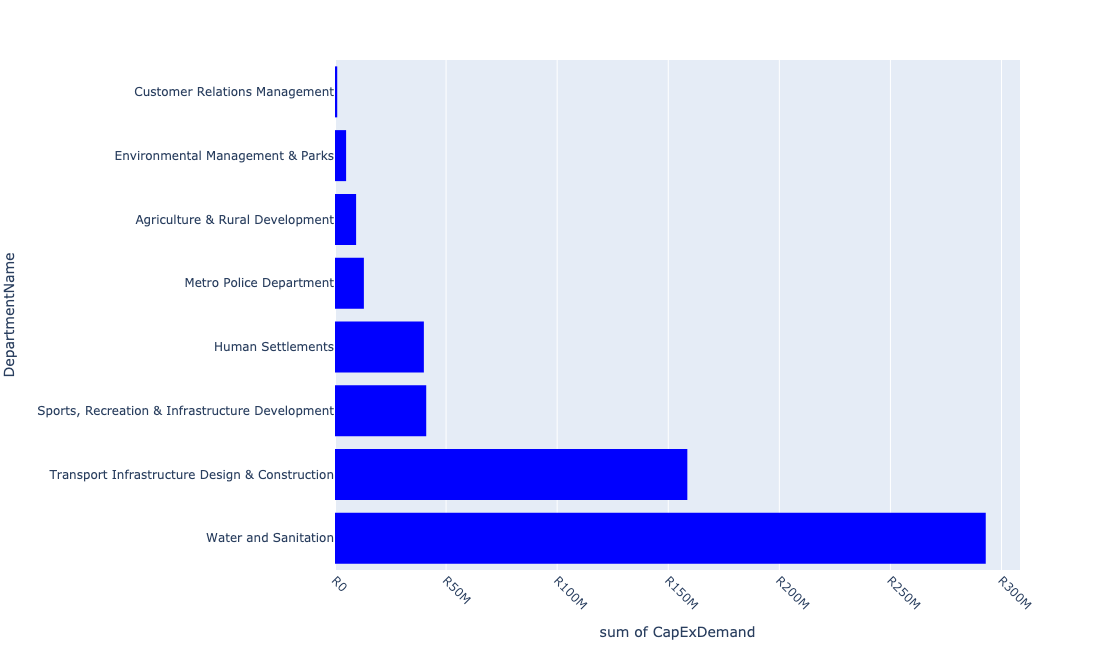 DepartmentName
Customer Relations Management
Environmental Management & Parks
Agriculture & Rural Development
Metro Police Department
Human Settlements
Sports, Recreation & Infrastructure Development
Transport Infrastructure Design & Construction
Water and Sanitation
R0
R50M
R100M
R150M
R200M
R250M
R300M
sum of CapExDemand